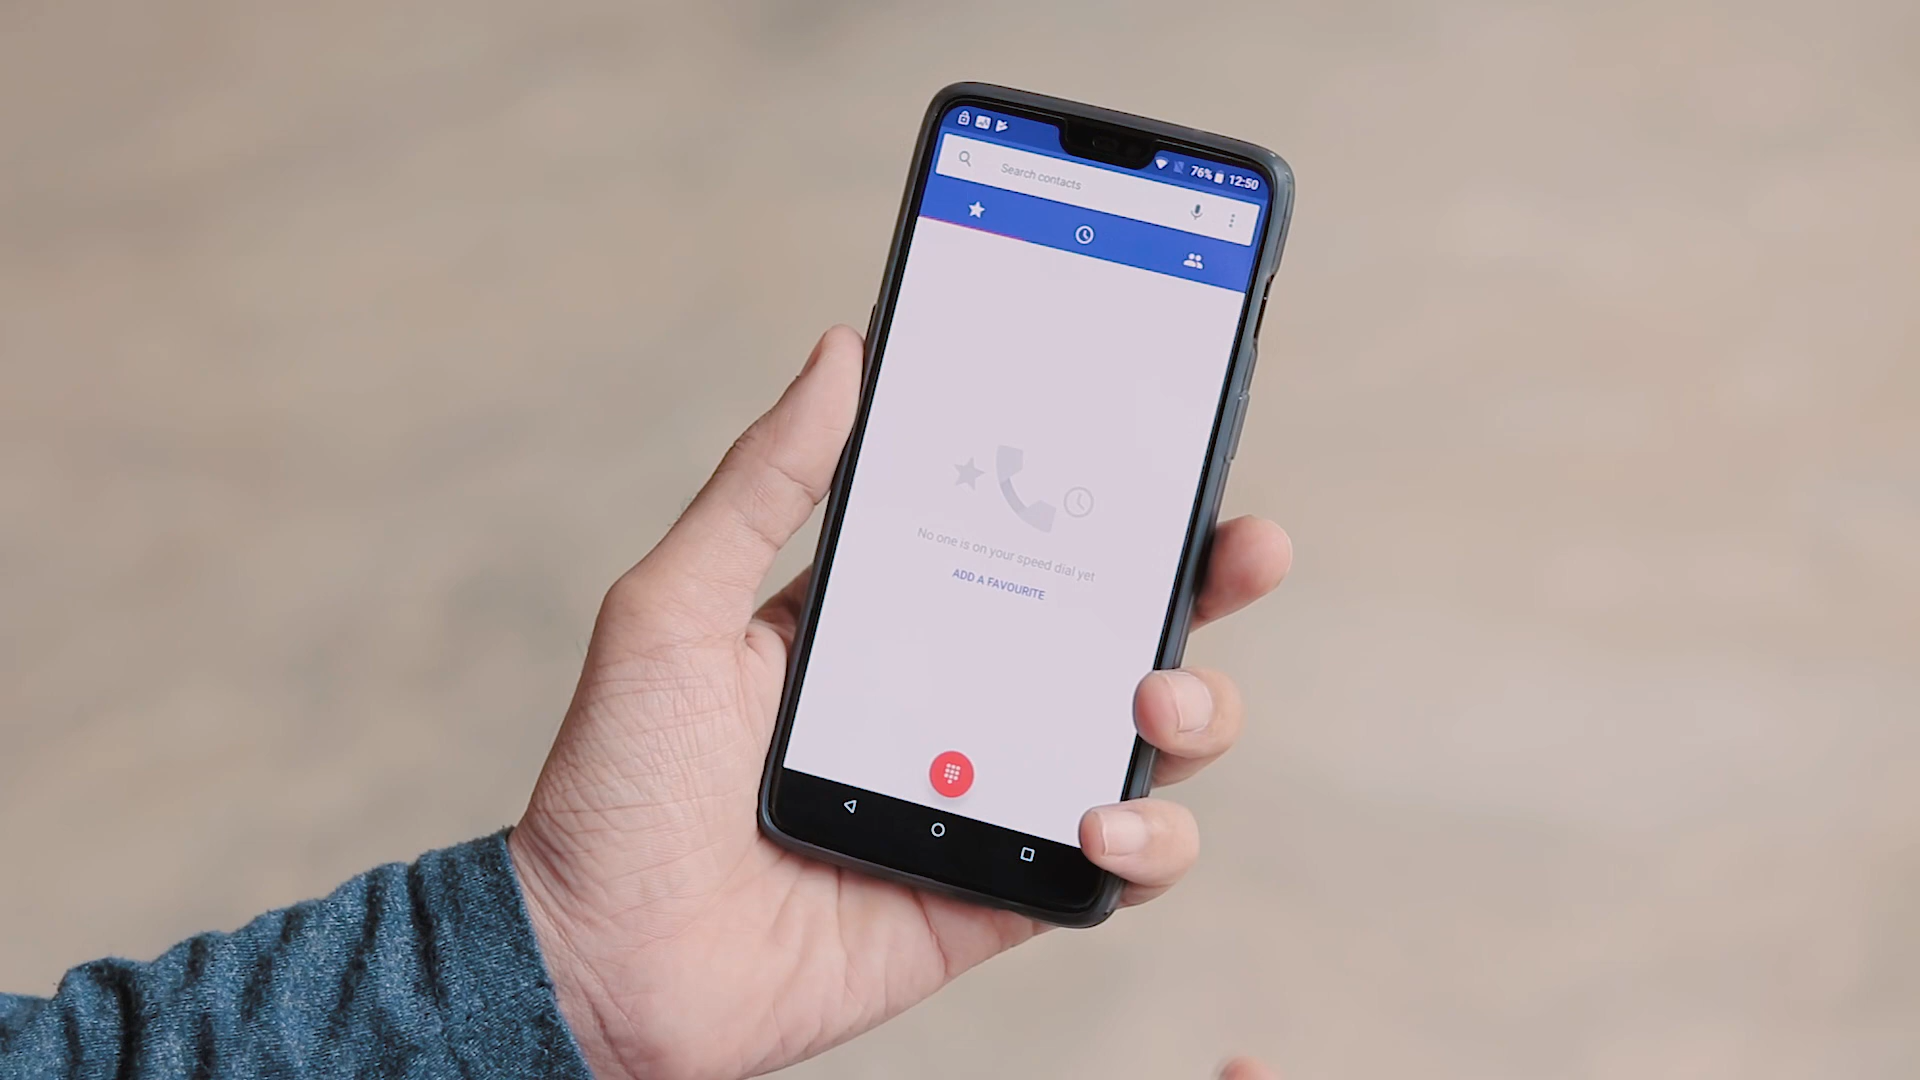 76% 12:50
Search contacts
No one is on your speed dial yet
ADD A FAVOURITE